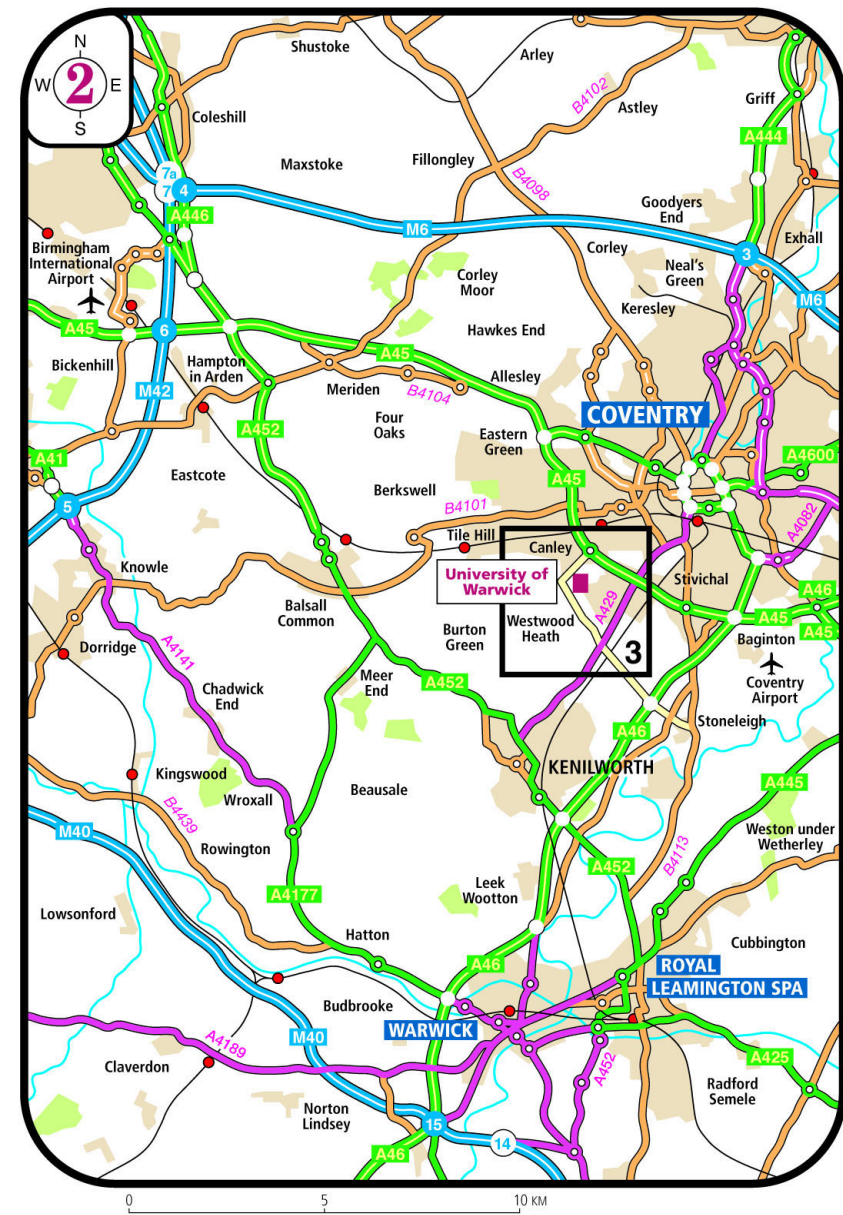 N
W 2 E
S
Shustoke
Arley
B4102
Astley
Griff
Coleshill
A444
Maxstoke
Fillongley
7a
7
4
B4098
Goodyers
End
A446
M6
Exhall
Birmingham
International
Airport
Corley
Neal's
Green
3
Corley
Moor
M6
Keresley
A45
6
Hawkes End
A45
Bickenhill
Hampton
in Arden
Allesley
M42
Meriden
B4104
COVENTRY
A452
Four
Oaks
Eastern
Green
A41
A4600
Eastcote
A45
Berkswell
5
B4101
A4082
Tile Hill
Canley
Knowle
University of
Warwick
Stivichal
A46
Balsall
Common
A429
Westwood
Heath
A45
A45
Burton
Green
Dorridge
A4141
3
Baginton
Meer
End
Coventry
Airport
Chadwick
End
A452
Stoneleigh
A46
KENILWORTH
Kingswood
A445
Wroxall
Beausale
B4439
M40
Rowington
Weston under
Wetherley
B4113
A452
A4177
Leek
Wootton
Lowsonford
Hatton
Cubbington
A46
ROYAL
LEAMINGTON SPA
Budbrooke
WARWICK
M40
A4189
Claverdon
A452
A425
Radford
Semele
Norton
Lindsey
15
14
A46
0 5 10 KM